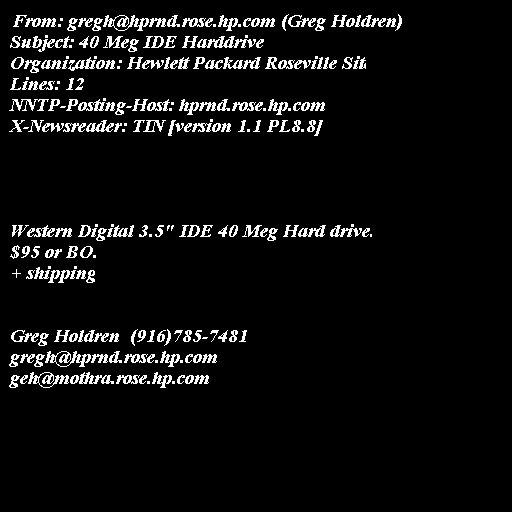 From: gregh@hprnd.rose.hp.com (Greg Holdren)
Subject: 40 Meg IDE Harddrive
Organization: Hewlett Packard Roseville Site
Lines: 12
NNTP-Posting-Host: hprnd.rose.hp.com
X-Newsreader: TIN [version 1.1 PL8.8]
Western Digital 3.5" IDE 40 Meg Hard drive.
$95 or BO.
+ shipping
Greg Holdren (916)785-7481
gregh@hprnd.rose.hp.com
geh@mothra.rose.hp.com